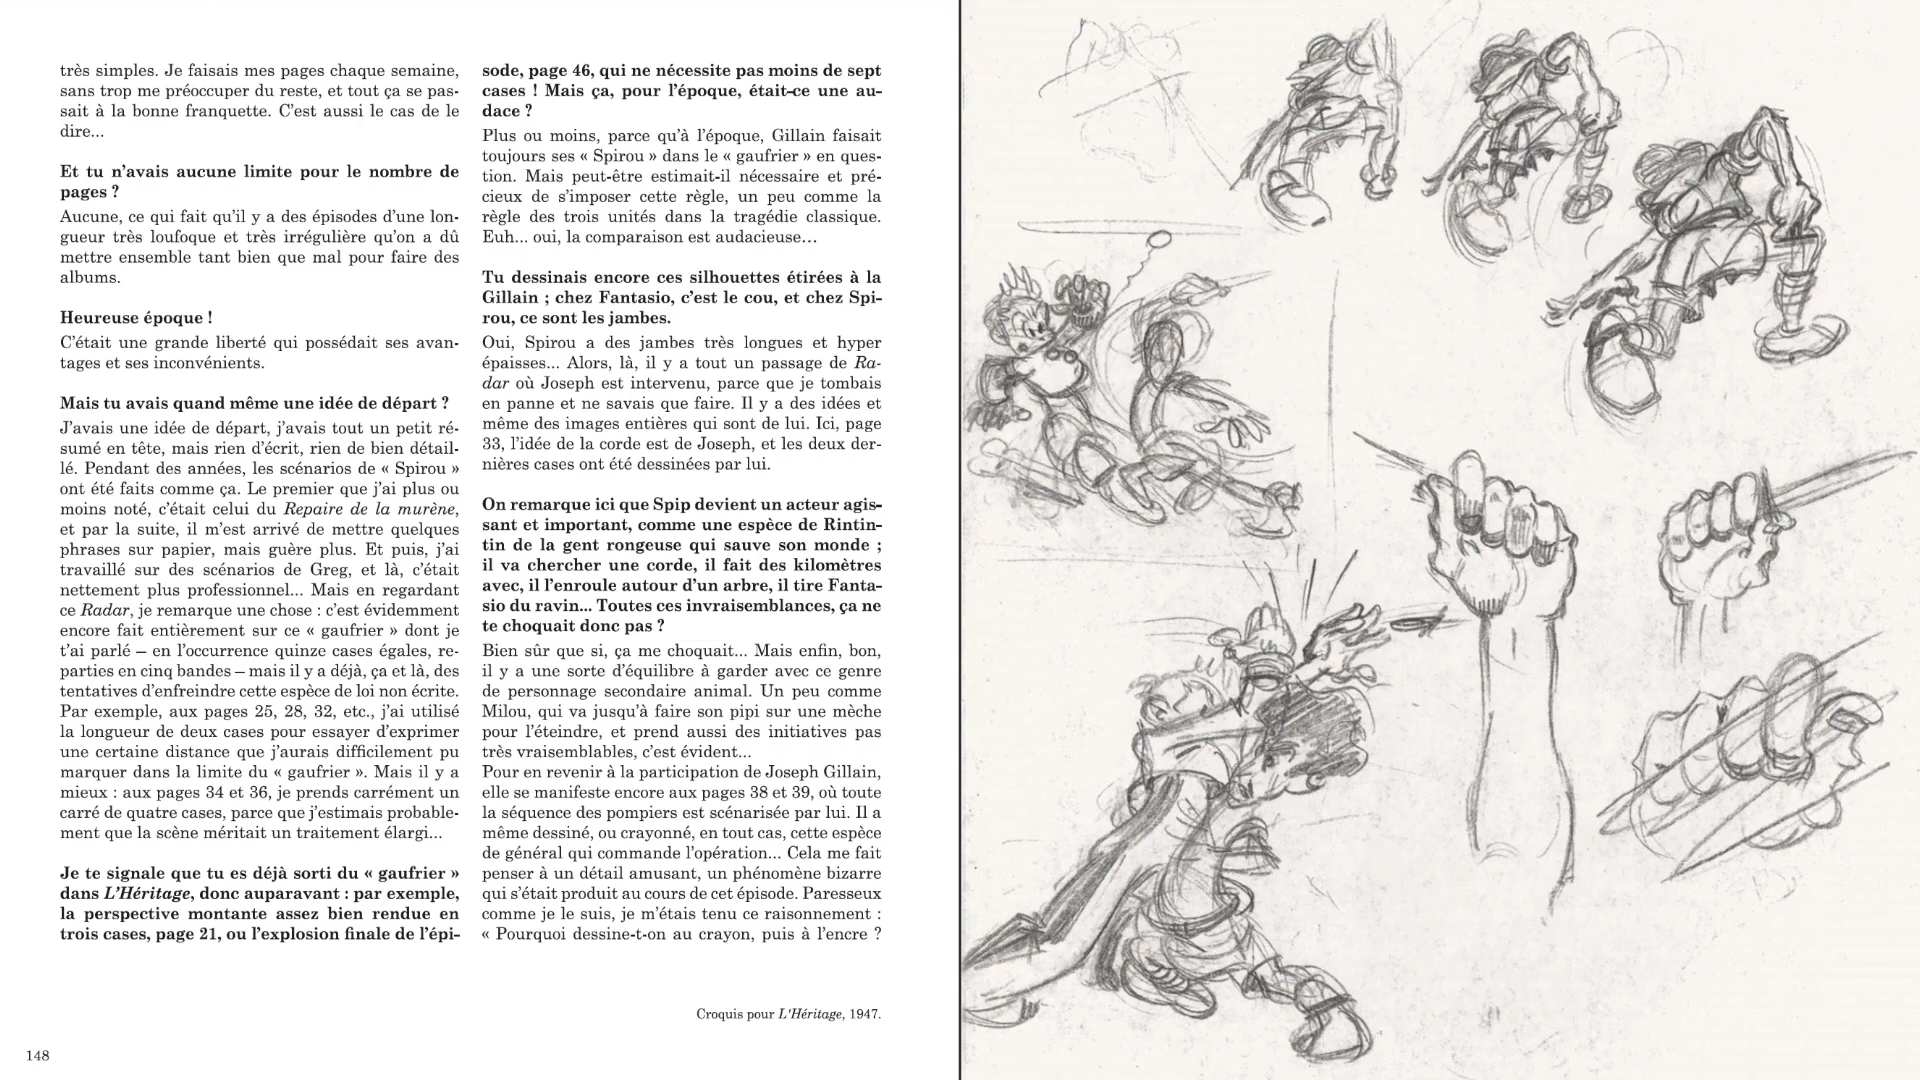 très simples. Je faisais mes pages chaque semaine,
sans trop me préoccuper du reste, et tout ça se pas-
sait à la bonne franquette. C'est aussi le cas de le
dire...
Et tu n'avais aucune limite pour le nombre de
pages ?
Aucune, ce qui fait qu'il y a des épisodes d'une lon-
gueur très loufoque et très irrégulière qu'on a dû
mettre ensemble tant bien que mal pour faire des
albums.
Heureuse époque !
C'était une grande liberté qui possédait ses avan-
tages et ses inconvénients.
Mais tu avais quand même une idée de départ ?
J'avais une idée de départ, j'avais tout un petit ré-
sumé en tête, mais rien d'écrit, rien de bien détail-
lé. Pendant des années, les scénarios de « Spirou »
ont été faits comme ça. Le premier que j'ai plus ou
moins noté, c'était celui du Repaire de la murène,
et par la suite, il m'est arrivé de mettre quelques
phrases sur papier, mais guère plus. Et puis, j'ai
travaillé sur des scénarios de Greg, et là, c'était
nettement plus professionnel... Mais en regardant
ce Radar, je remarque une chose : c'est évidemment
encore fait entièrement sur ce « gaufrier » dont je
t'ai parlé – en l'occurrence quinze cases égales, re-
parties en cinq bandes – mais il y a déjà, ça et là, des
tentatives d'enfreindre cette espèce de loi non écrite.
Par exemple, aux pages 25, 28, 32, etc., j'ai utilisé
la longueur de deux cases pour essayer d'exprimer
une certaine distance que j'aurais difficilement pu
marquer dans la limite du « gaufrier ». Mais il y a
mieux : aux pages 34 et 36, je prends carrément un
carré de quatre cases, parce que j'estimais probable-
ment que la scène méritait un traitement élargi...
Je te signale que tu es déjà sorti du « gaufrier »
dans L'Héritage, donc auparavant : par exemple,
la perspective montante assez bien rendue en
trois cases, page 21, ou l'explosion finale de l'épi-
sode, page 46, qui ne nécessite pas moins de sept
cases ! Mais ça, pour l'époque, était-ce une au-
dace ?
Plus ou moins, parce qu'à l'époque, Gillain faisait
toujours ses « Spirou » dans le « gaufrier » en ques-
tion. Mais peut-être estimait-il nécessaire et pré-
cieux de s'imposer cette règle, un peu comme la
règle des trois unités dans la tragédie classique.
Euh... oui, la comparaison est audacieuse...
Tu dessinais encore ces silhouettes étirées à la
Gillain ; chez Fantasio, c'est le cou, et chez Spi-
rou, ce sont les jambes.
Oui, Spirou a des jambes très longues et hyper
épaisses... Alors, là, il y a tout un passage de Ra-
dar où Joseph est intervenu, parce que je tombais
en panne et ne savais que faire. Il y a des idées et
même des images entières qui sont de lui. Ici, page
33, l'idée de la corde est de Joseph, et les deux der-
nières cases ont été dessinées par lui.
On remarque ici que Spip devient un acteur agis-
sant et important, comme une espèce de Rintin-
tin de la gent rongeuse qui sauve son monde ;
il va chercher une corde, il fait des kilomètres
avec, il l'enroule autour d'un arbre, il tire Fanta-
sio du ravin... Toutes ces invraisemblances, ça ne
te choquait donc pas ?
Bien sûr que si, ça me choquait... Mais enfin, bon,
il y a une sorte d'équilibre à garder avec ce genre
de personnage secondaire animal. Un peu comme
Milou, qui va jusqu'à faire son pipi sur une mèche
pour l'éteindre, et prend aussi des initiatives pas
très vraisemblables, c'est évident...
Pour en revenir à la participation de Joseph Gillain,
elle se manifeste encore aux pages 38 et 39, où toute
la séquence des pompiers est scénarisée par lui. Il a
même dessiné, ou crayonné, en tout cas, cette espèce
de général qui commande l'opération... Cela me fait
penser à un détail amusant, un phénomène bizarre
qui s'était produit au cours de cet épisode. Paresseux
comme je le suis, je m'étais tenu ce raisonnement :
« Pourquoi dessine-t-on au crayon, puis à l'encre ?
Croquis pour L'Héritage, 1947.
148